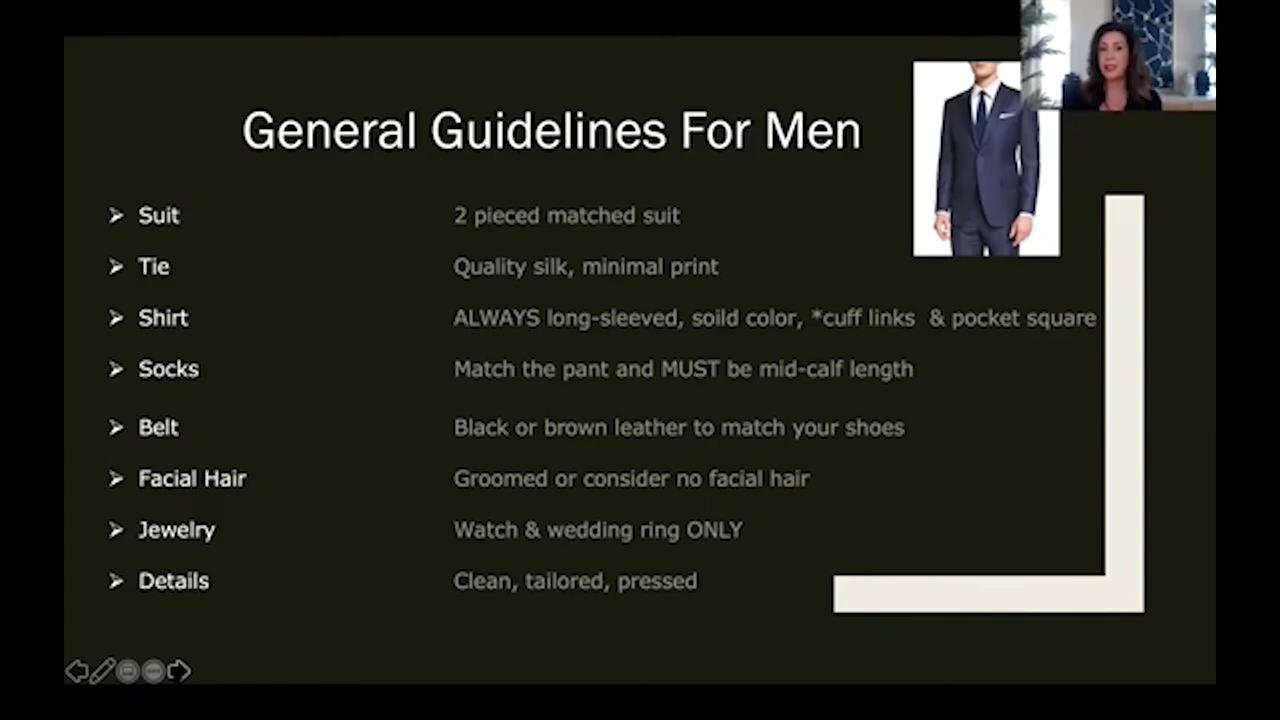 General Guidelines For Men
Suit 2 pieced matched suit
Tie Quality silk, minimal print
Shirt ALWAYS long-sleeved, soild color, *cuff links & pocket square
Socks Match the pant and MUST be mid-calf length
Belt Black or brown leather to match your shoes
Facial Hair Groomed or consider no facial hair
Jewelry Watch & wedding ring ONLY
Details Clean, tailored, pressed